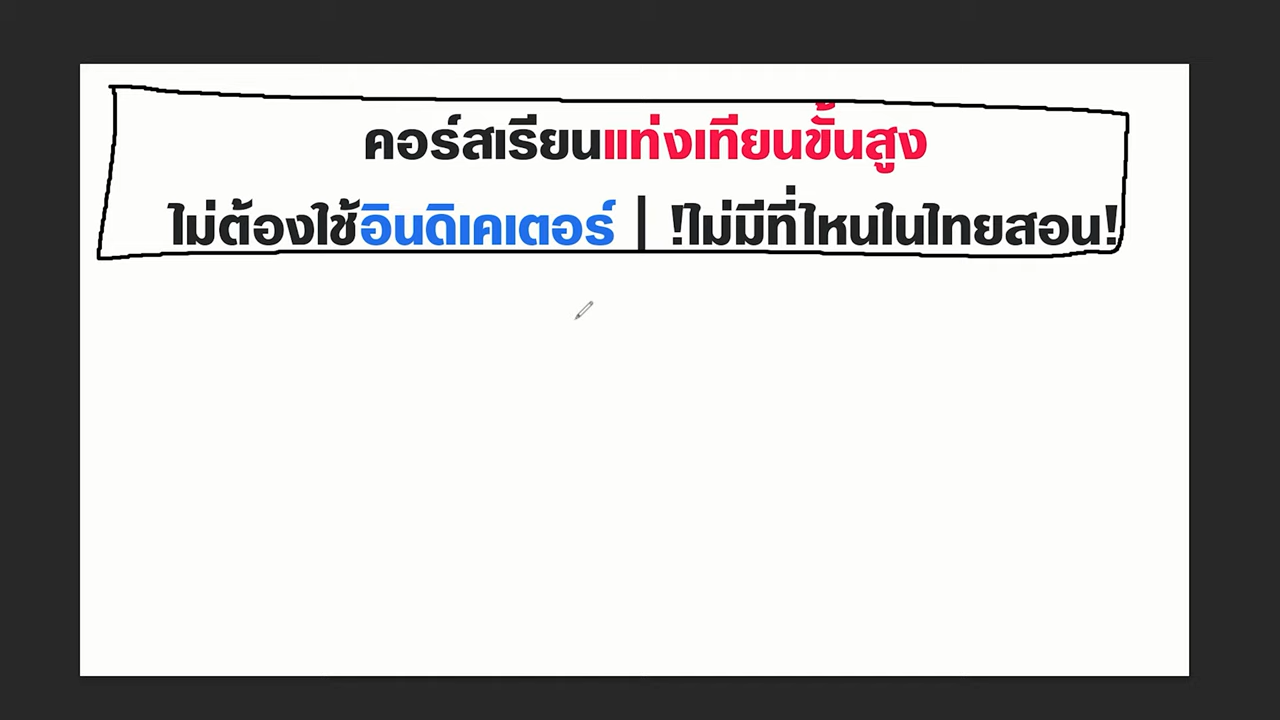 คอร์สเรียนแท่งเทียนขั้นสูง
ไม่ต้องใช้อินดิเคเตอร์ | !ไม่มีที่ไหนในไทยสอน!